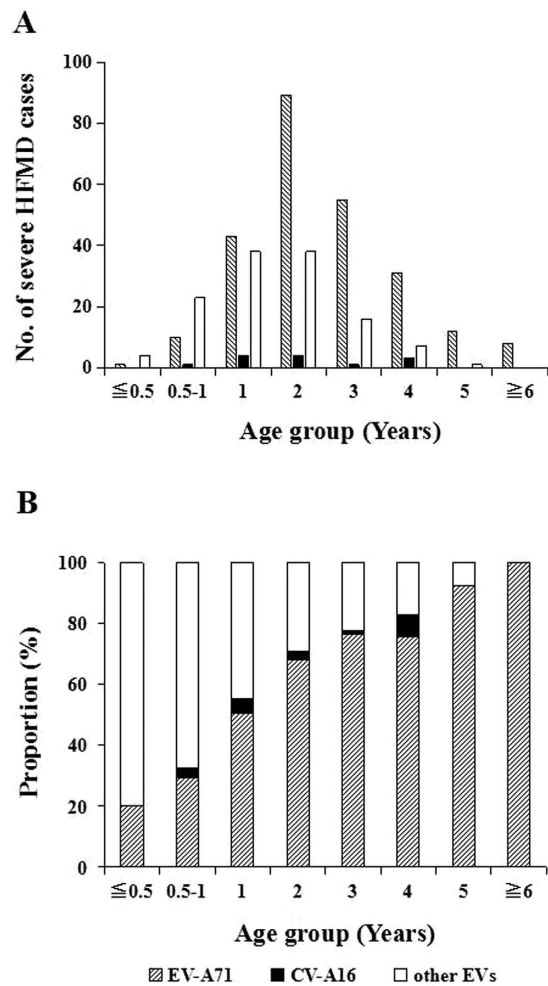 A
No. of severe HFMD cases
100
80
60
40
20
0
≦0.5 0.5-1 1 2 3 4 5 ≧6
Age group (Years)
B
Proportion (%)
100
80
60
40
20
0
≦0.5 0.5-1 1 2 3 4 5 ≧6
Age group (Years)
EV-A71 CV-A16 other EVs